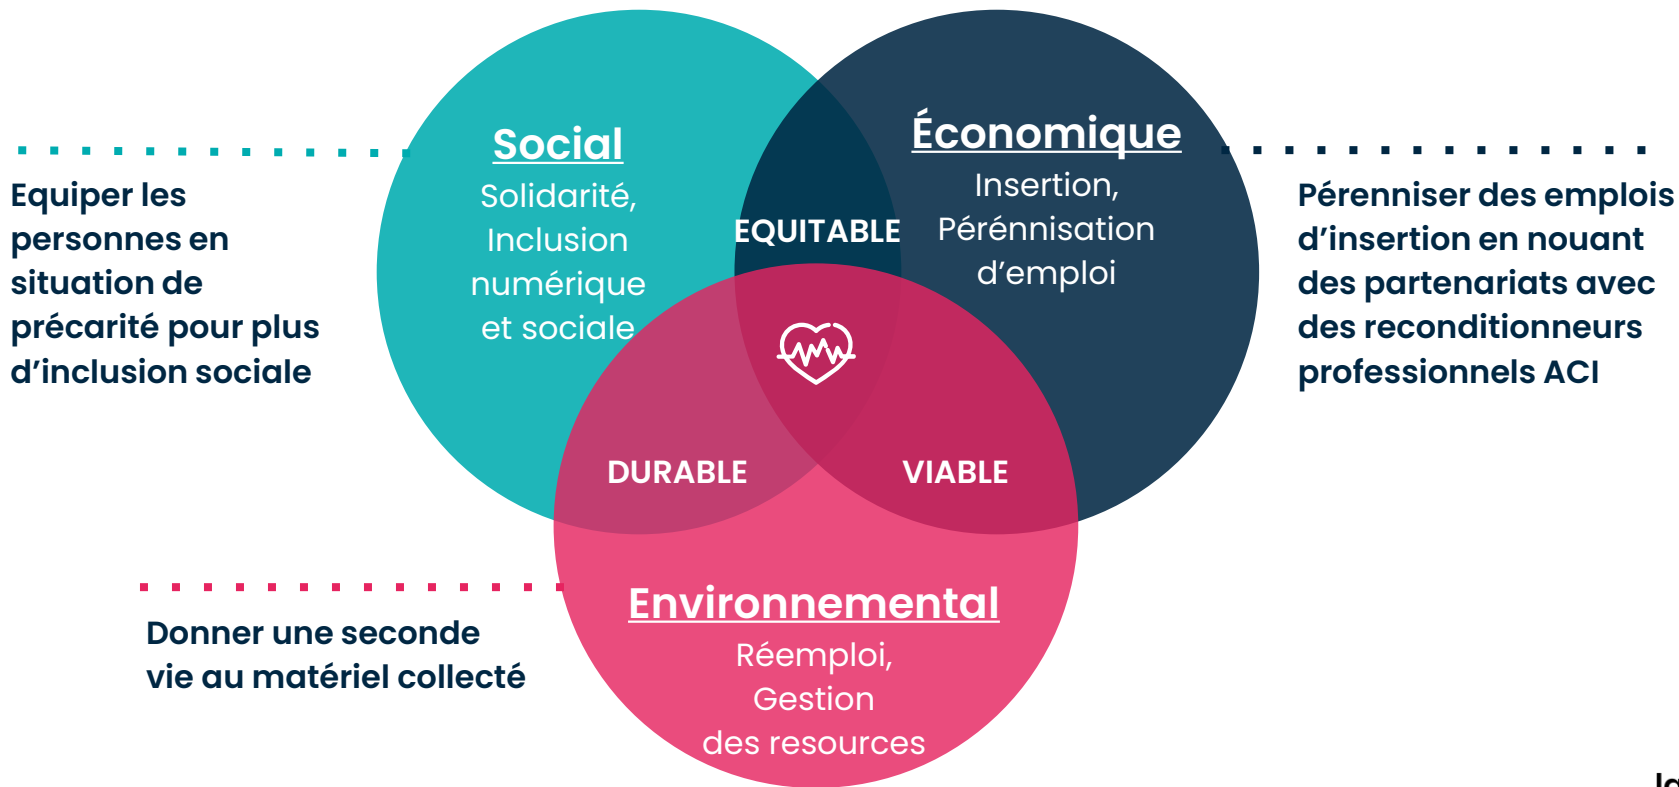 Social
Solidarité,
Inclusion
numérique
et sociale
Économique
Insertion,
Pérénnisation
d'emploi
EQUITABLE
DURABLE
VIABLE
Environnemental
Réemploi,
Gestion
des resources
Equiper les
personnes en
situation de
précarité pour plus
d'inclusion sociale
Pérenniser des emplois
d'insertion en nouant
des partenariats avec
des reconditionneurs
professionnels ACI
Donner une seconde
vie au matériel collecté